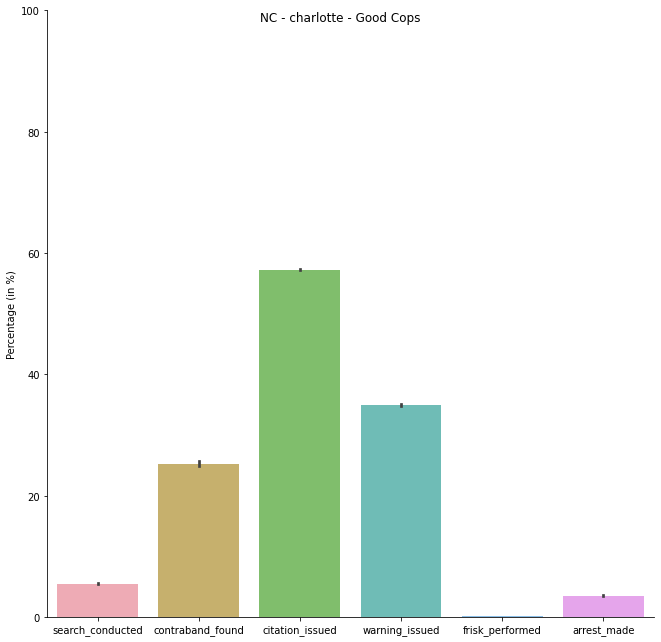 NC - charlotte - Good Cops
Percentage (in %)
100
80
60
40
20
0
search_conducted contraband_found citation_issued warning_issued frisk_performed arrest_made